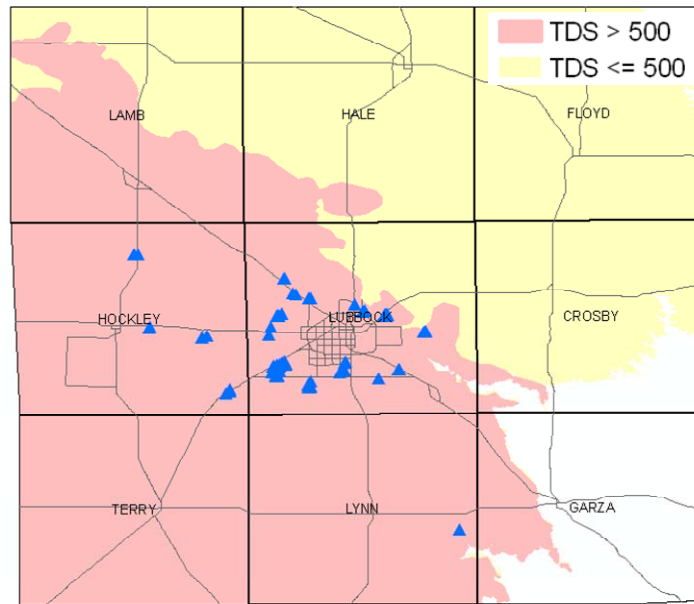 TDS > 500
TDS <= 500
LAMB
HALE
FLOYD
HOCKLEY
LUBBOCK
CROSBY
TERRY
LYNN
GARZA